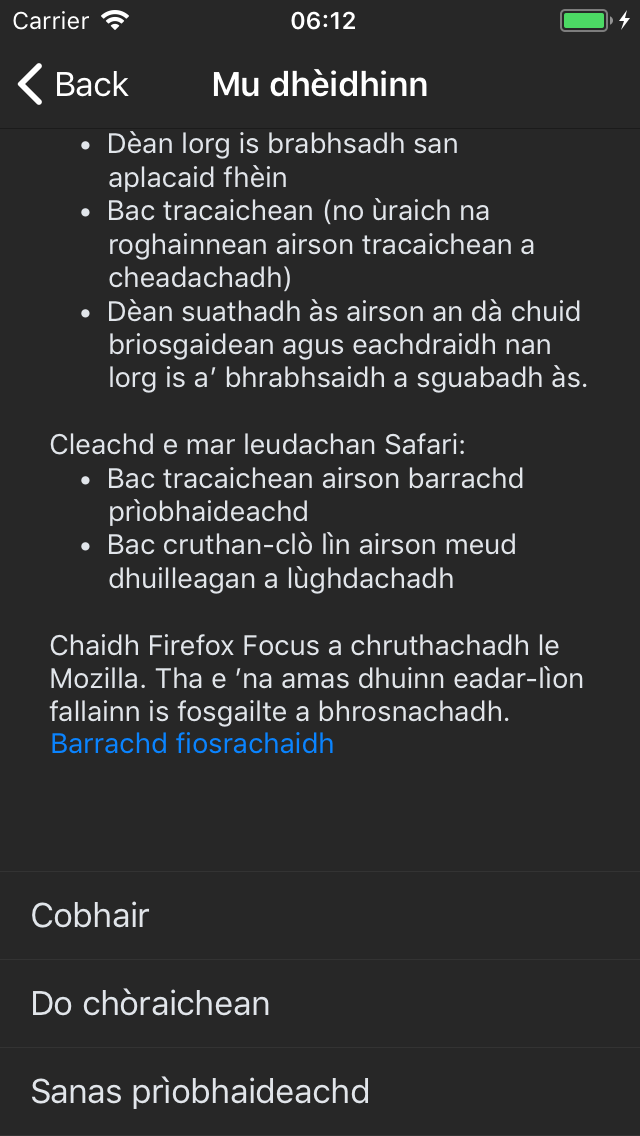 Carrier 06:12
Back Mu dhèidhinn
• Dèan lorg is brabhsadh san
aplacaid fhèin
• Bac tracaichean (no ùraich na
roghainnean airson tracaichean a
cheadachadh)
• Dèan suathadh às airson an dà chuid
briosgaidean agus eachdraidh nan
lorg is a’ bhrabhsaidh a sguabadh às.
Cleachd e mar leudachan Safari:
• Bac tracaichean airson barrachd
prìobhaideachd
• Bac cruthan-clò lìn airson meud
dhuilleagan a lùghdachadh
Chaidh Firefox Focus a chruthachadh le
Mozilla. Tha e ’na amas dhuinn eadar-lìon
fallainn is fosgailte a bhrosnachadh.
Barrachd fiosrachaidh
Cobhair
Do chòraichean
Sanas prìobhaideachd